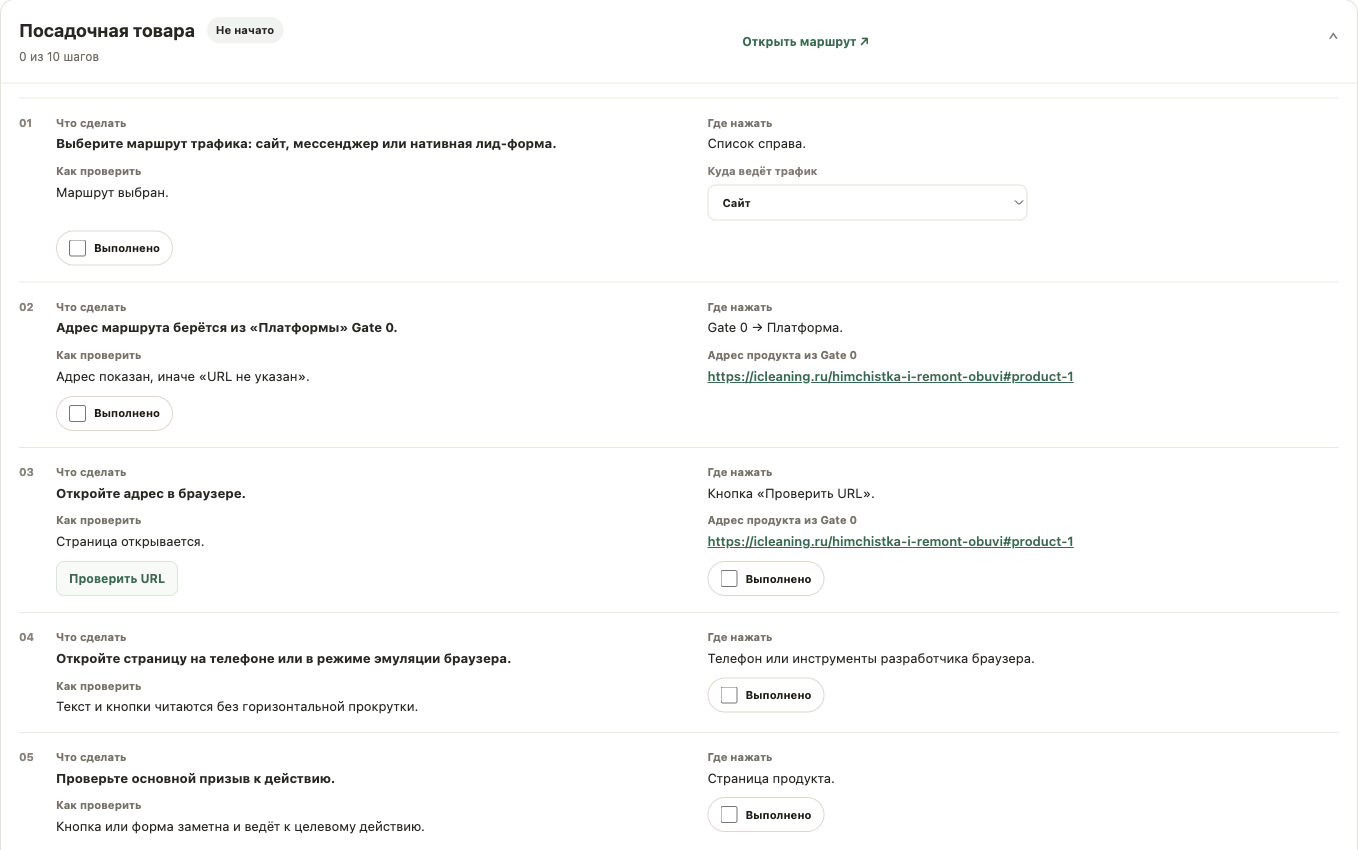 Посадочная товара
Не начато
0 из 10 шагов
Открыть маршрут ↗
01
Что сделать
Выберите маршрут трафика: сайт, мессенджер или нативная лид-форма.
Как проверить
Маршрут выбран.
Выполнено
Где нажать
Список справа.
Куда ведёт трафик
Сайт
02
Что сделать
Адрес маршрута берётся из «Платформы» Gate 0.
Как проверить
Адрес показан, иначе «URL не указан».
Выполнено
Где нажать
Gate 0 → Платформа.
Адрес продукта из Gate 0
https://icleaning.ru/himchistka-i-remont-obuvi#product-1
03
Что сделать
Откройте адрес в браузере.
Как проверить
Страница открывается.
Проверить URL
Где нажать
Кнопка «Проверить URL».
Адрес продукта из Gate 0
https://icleaning.ru/himchistka-i-remont-obuvi#product-1
Выполнено
04
Что сделать
Откройте страницу на телефоне или в режиме эмуляции браузера.
Как проверить
Текст и кнопки читаются без горизонтальной прокрутки.
Где нажать
Телефон или инструменты разработчика браузера.
Выполнено
05
Что сделать
Проверьте основной призыв к действию.
Как проверить
Кнопка или форма заметна и ведёт к целевому действию.
Где нажать
Страница продукта.
Выполнено